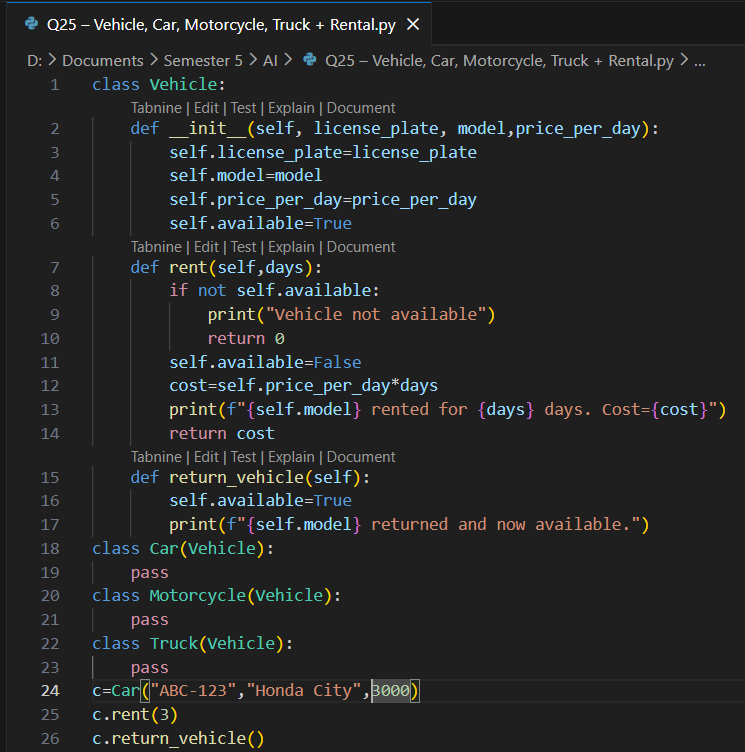 Q25 – Vehicle, Car, Motorcycle, Truck + Rental.py ×
D: > Documents > Semester 5 > AI > Q25 – Vehicle, Car, Motorcycle, Truck + Rental.py > ...
1 class Vehicle:
Tabnine | Edit | Test | Explain | Document
2     def __init__(self, license_plate, model,price_per_day):
3         self.license_plate=license_plate
4         self.model=model
5         self.price_per_day=price_per_day
6         self.available=True
Tabnine | Edit | Test | Explain | Document
7     def rent(self,days):
8         if not self.available:
9             print("Vehicle not available")
10             return 0
11         self.available=False
12         cost=self.price_per_day*days
13         print(f"{self.model} rented for {days} days. Cost={cost}")
14         return cost
Tabnine | Edit | Test | Explain | Document
15     def return_vehicle(self):
16         self.available=True
17         print(f"{self.model} returned and now available.")
18 class Car(Vehicle):
19     pass
20 class Motorcycle(Vehicle):
21     pass
22 class Truck(Vehicle):
23     pass
24 c=Car("ABC-123","Honda City",3000)
25 c.rent(3)
26 c.return_vehicle()